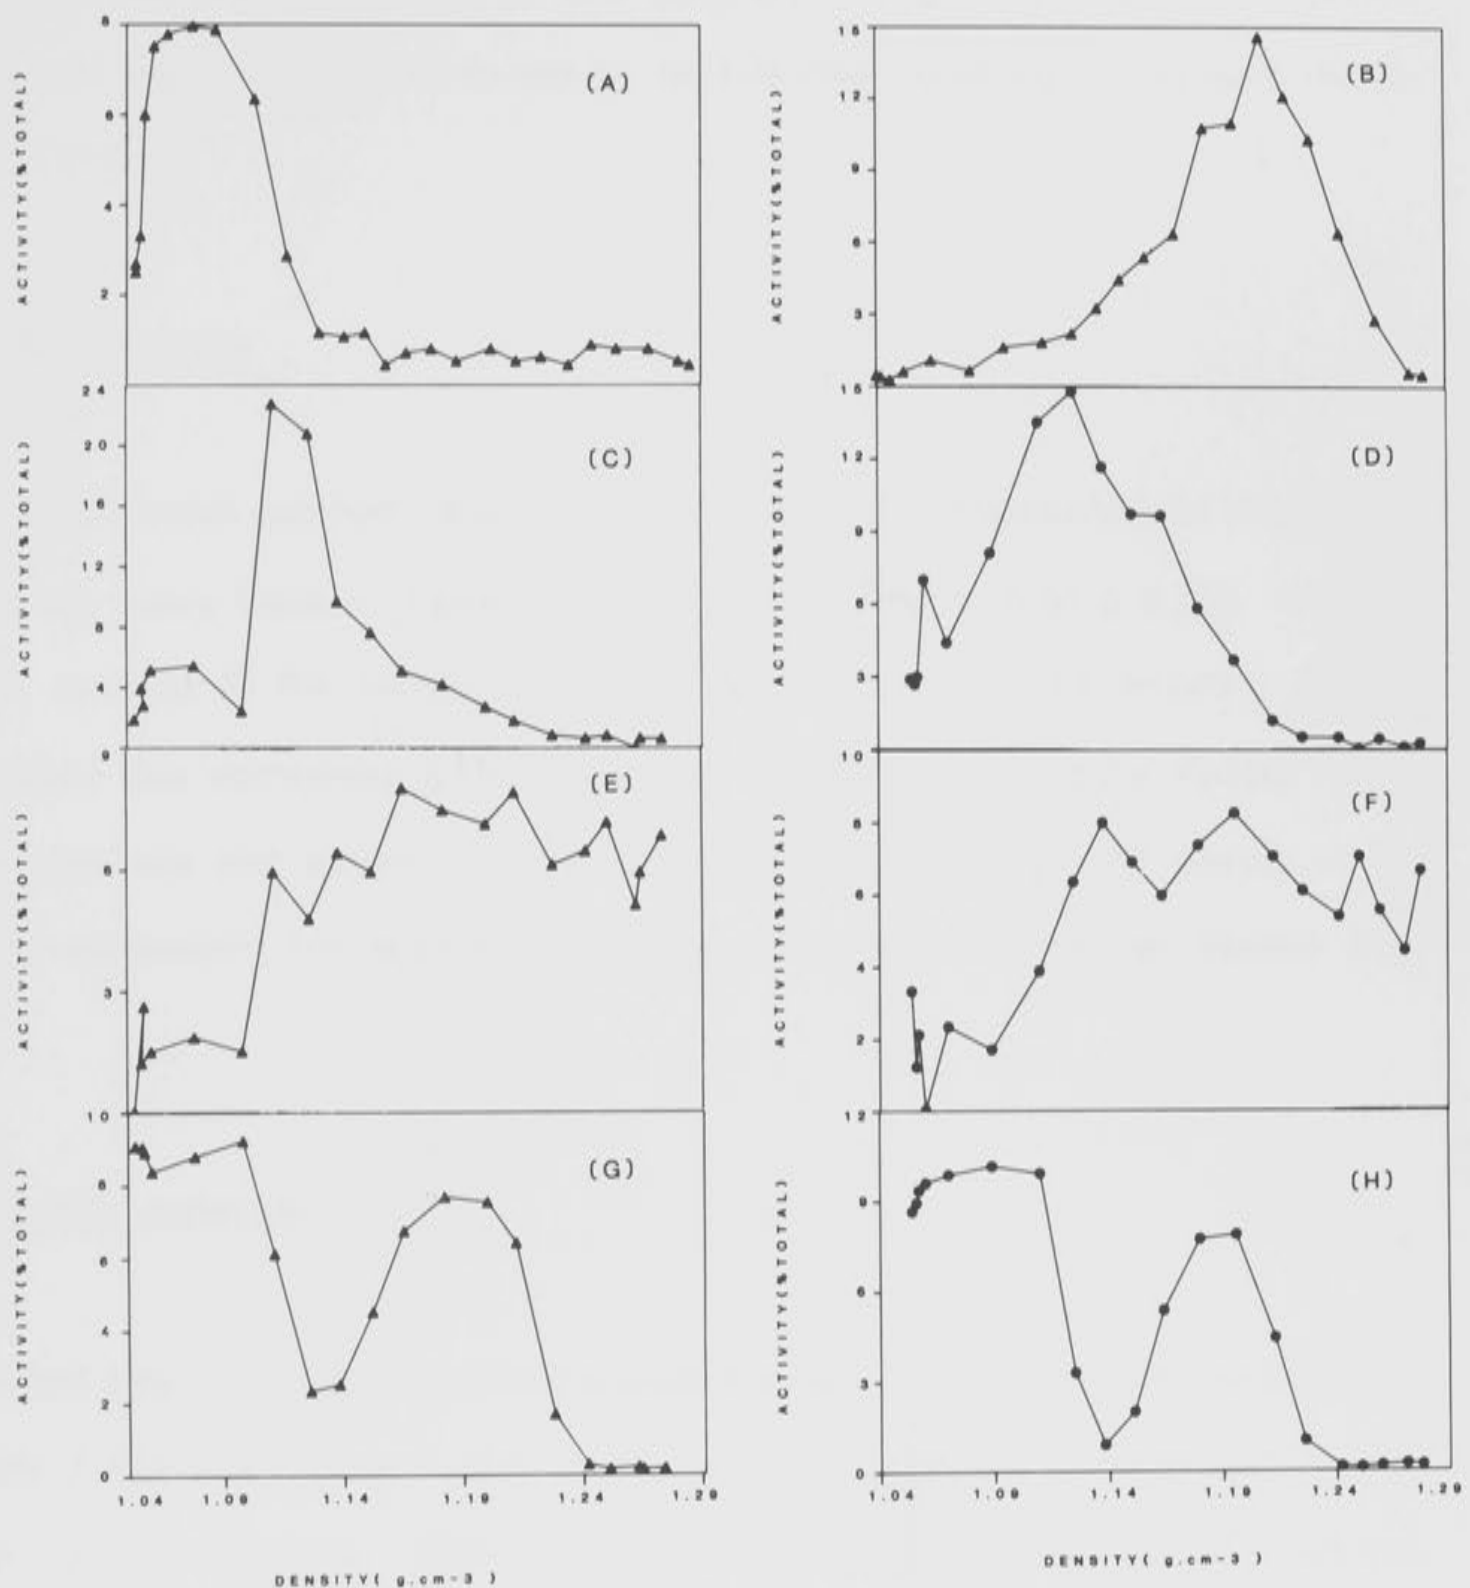 ACTIVITY(%TOTAL)
8
6
4
2
(A)
ACTIVITY(%TOTAL)
15
12
9
6
3
(B)
ACTIVITY(%TOTAL)
24
20
16
12
8
4
(C)
ACTIVITY(%TOTAL)
15
12
9
6
3
(D)
ACTIVITY(%TOTAL)
9
6
3
(E)
ACTIVITY(%TOTAL)
10
8
6
4
2
(F)
ACTIVITY(%TOTAL)
10
8
6
4
2
0
(G)
1.04 1.09 1.14 1.19 1.24 1.29
DENSITY( g.cm-3 )
ACTIVITY(%TOTAL)
12
9
6
3
0
(H)
1.04 1.09 1.14 1.19 1.24 1.29
DENSITY( g.cm-3 )